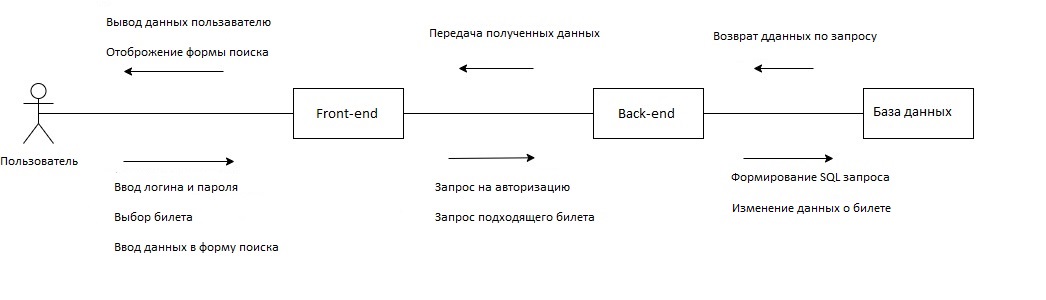 Вывод данных пользавателю
Отоброжение формы поиска
Передача полученных данных
Возврат дданных по запросу
Front-end
Back-end
База данных
Пользователь
Ввод логина и пароля
Выбор билета
Ввод данных в форму поиска
Запрос на авторизацию
Запрос подходящего билета
Формирование SQL запроса
Изменение данных о билете